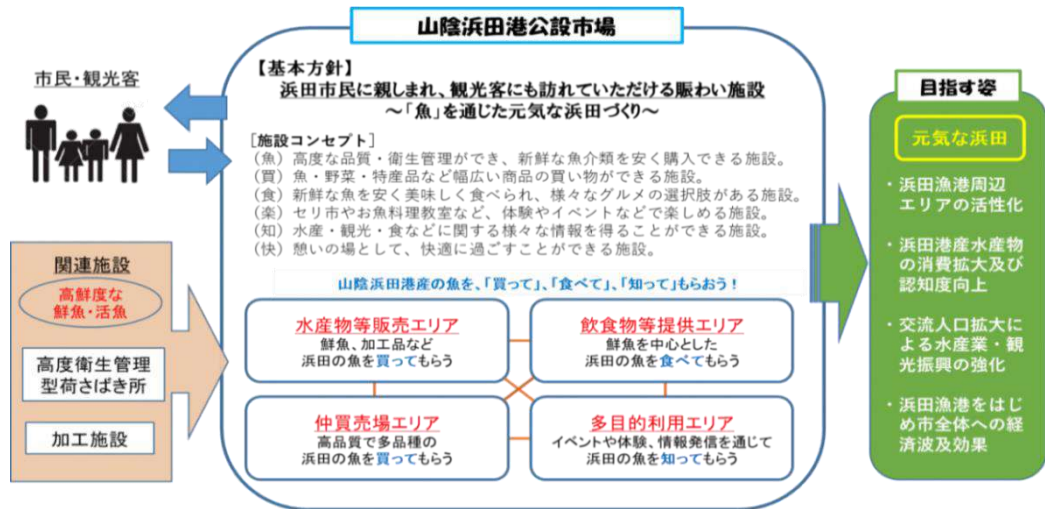 山陰浜田港公設市場
市民・観光客
【基本方針】
浜田市民に親しまれ、観光客にも訪れていただける賑わい施設
～「魚」を通じた元気な浜田づくり～
[施設コンセプト]
(魚) 高度な品質・衛生管理ができ、新鮮な魚介類を安く購入できる施設。
(買) 魚・野菜・特産品など幅広い商品の買い物ができる施設。
(食) 新鮮な魚を安く美味しく食べられ、様々なグルメの選択肢がある施設。
(楽) セリ市やお魚料理教室など、体験やイベントなどで楽しめる施設。
(知) 水産・観光・食などに関する様々な情報を得ることができる施設。
(快) 憩いの場として、快適に過ごすことができる施設。
関連施設
高鮮度な
鮮魚・活魚
高度衛生管理
型荷さばき所
加工施設
山陰浜田港産の魚を、「買って」、「食べて」、「知って」もらおう！
水産物等販売エリア
鮮魚、加工品など
浜田の魚を買ってもらう
飲食物等提供エリア
鮮魚を中心とした
浜田の魚を食べてもらう
仲買売場エリア
高品質で多品種の
浜田の魚を買ってもらう
多目的利用エリア
イベントや体験、情報発信を通じて
浜田の魚を知ってもらう
目指す姿
元気な浜田
・浜田漁港周辺
エリアの活性化
・浜田港産水産物
の消費拡大及び
認知度向上
・交流人口拡大に
よる水産業・観
光振興の強化
・浜田漁港をはじ
め市全体への経
済波及効果